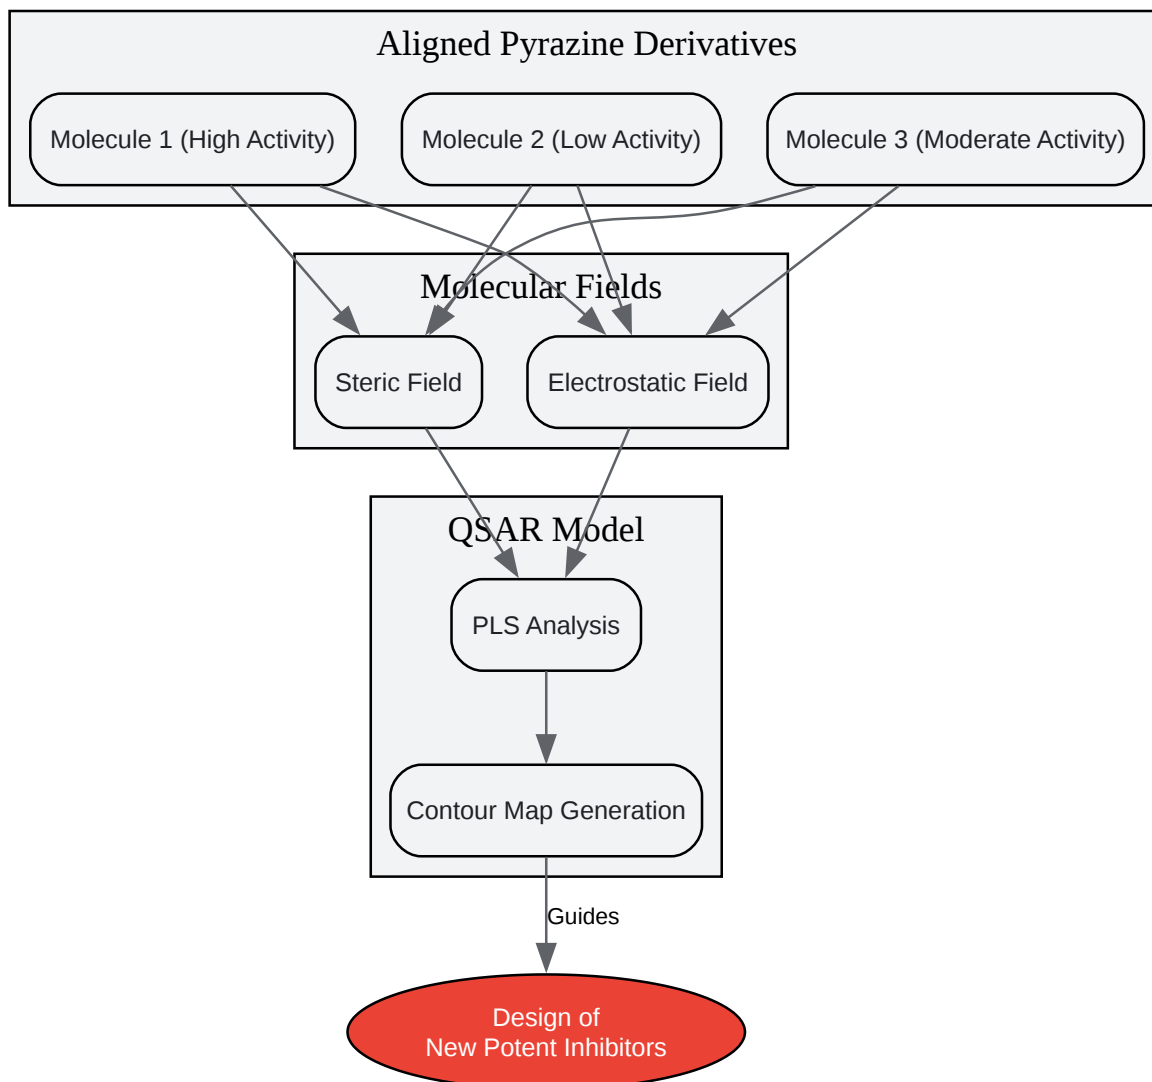 Aligned Pyrazine Derivatives
Molecule 1 (High Activity)
Molecule 2 (Low Activity)
Molecule 3 (Moderate Activity)
Molecular Fields
Steric Field
Electrostatic Field
QSAR Model
PLS Analysis
Contour Map Generation
Guides
Design of
New Potent Inhibitors